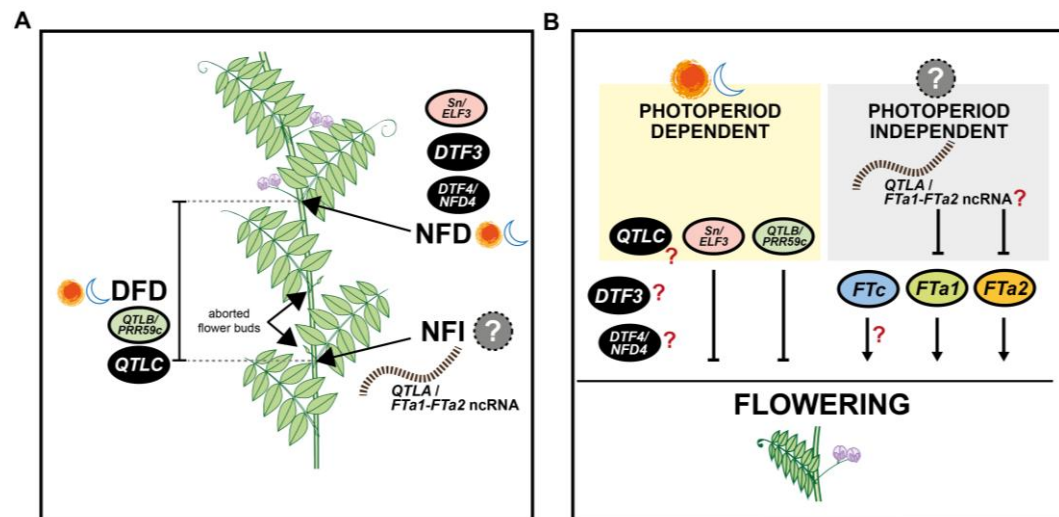 A
Sn/
ELF3
DTF3
DTF4/
NFD4
NFD
DFD
QTLB/
PRR59c
QTLC
aborted
flower buds
NFI
?
QTLA /
FTa1-FTa2 ncRNA
B
PHOTOPERIOD
DEPENDENT
?
PHOTOPERIOD
INDEPENDENT
QTLA /
FTa1-FTa2 ncRNA?
QTLC
?
Sn/
ELF3
QTLB/
PRR59c
DTF3
?
DTF4/
NFD4
?
FTc
FTa1
FTa2
?
FLOWERING